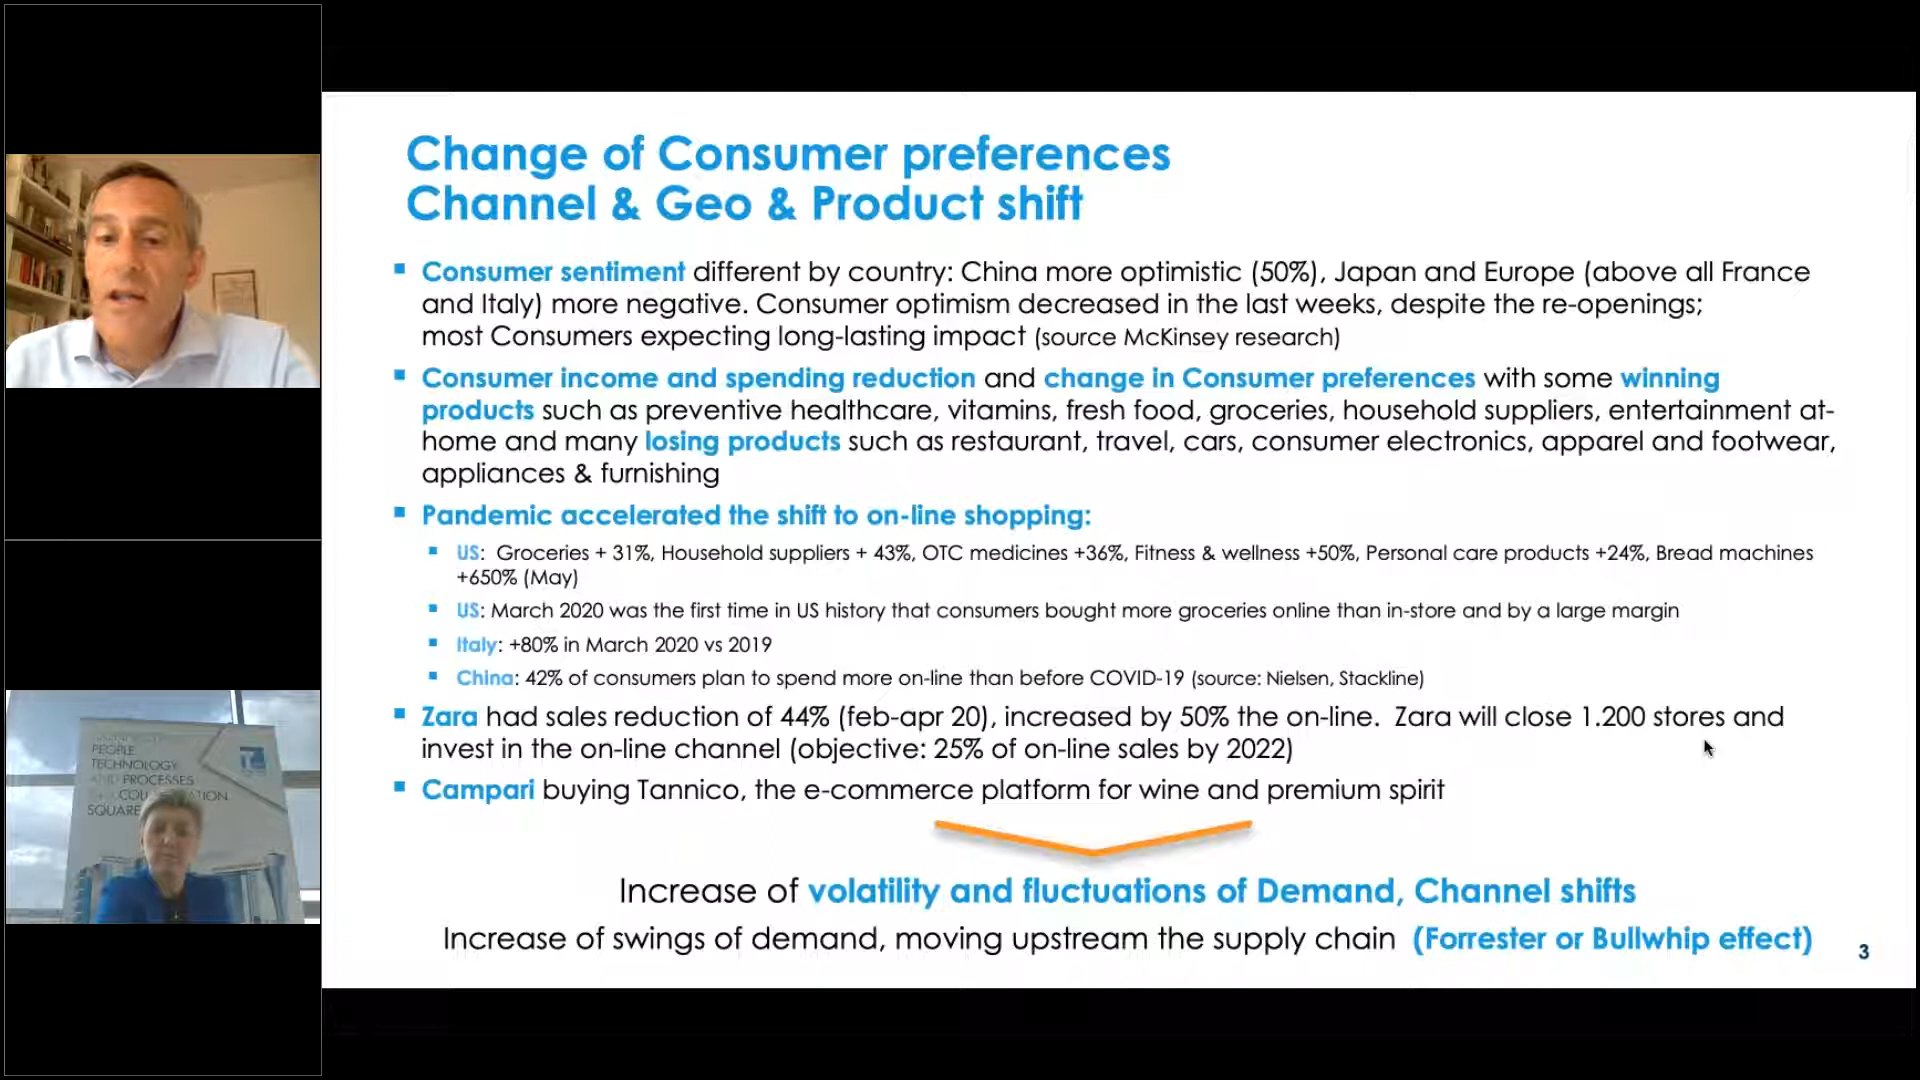 Change of Consumer preferences
Channel & Geo & Product shift
Consumer sentiment different by country: China more optimistic (50%), Japan and Europe (above all France
and Italy) more negative. Consumer optimism decreased in the last weeks, despite the re-openings;
most Consumers expecting long-lasting impact (source McKinsey research)
Consumer income and spending reduction and change in Consumer preferences with some winning
products such as preventive healthcare, vitamins, fresh food, groceries, household suppliers, entertainment at-
home and many losing products such as restaurant, travel, cars, consumer electronics, apparel and footwear,
appliances & furnishing
Pandemic accelerated the shift to on-line shopping:
US: Groceries + 31%, Household suppliers + 43%, OTC medicines +36%, Fitness & wellness +50%, Personal care products +24%, Bread machines
+650% (May)
US: March 2020 was the first time in US history that consumers bought more groceries online than in-store and by a large margin
Italy: +80% in March 2020 vs 2019
China: 42% of consumers plan to spend more on-line than before COVID-19 (source: Nielsen, Stackline)
Zara had sales reduction of 44% (feb-apr 20), increased by 50% the on-line. Zara will close 1.200 stores and
invest in the on-line channel (objective: 25% of on-line sales by 2022)
Campari buying Tannico, the e-commerce platform for wine and premium spirit
Increase of volatility and fluctuations of Demand, Channel shifts
Increase of swings of demand, moving upstream the supply chain (Forrester or Bullwhip effect)
3
PEOPLE
TECHNOLOGY
AND PROCESSES
SQUARE